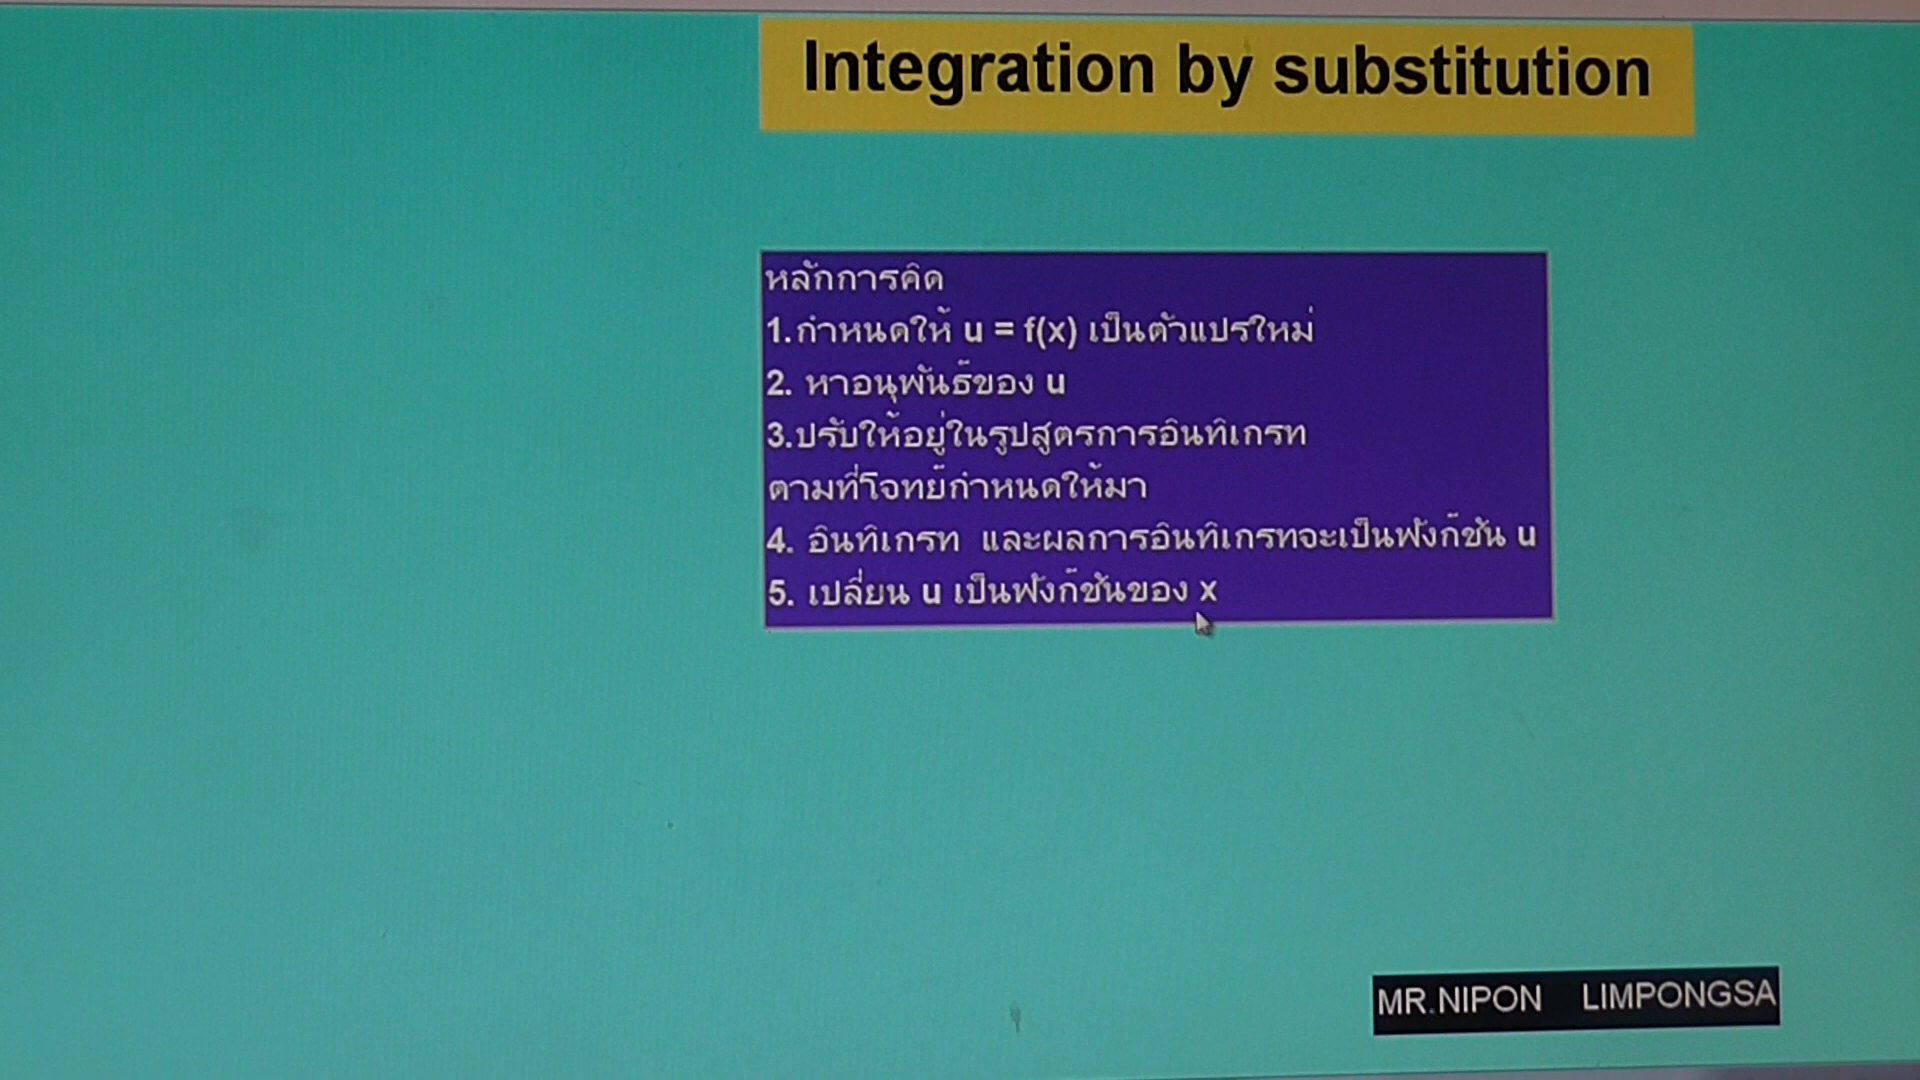 Integration by substitution
หลักการคิด
1.กำหนดให้ u = f(x) เป็นตัวแปรใหม่
2. หาอนุพันธ์ของ u
3.ปรับให้อยู่ในรูปสูตรการอินทิเกรท
ตามที่โจทย์กำหนดให้มา
4. อินทิเกรท และผลการอินทิเกรทจะเป็นฟังก์ชัน u
5. เปลี่ยน u เป็นฟังก์ชันของ x
MR.NIPON LIMPONGSA